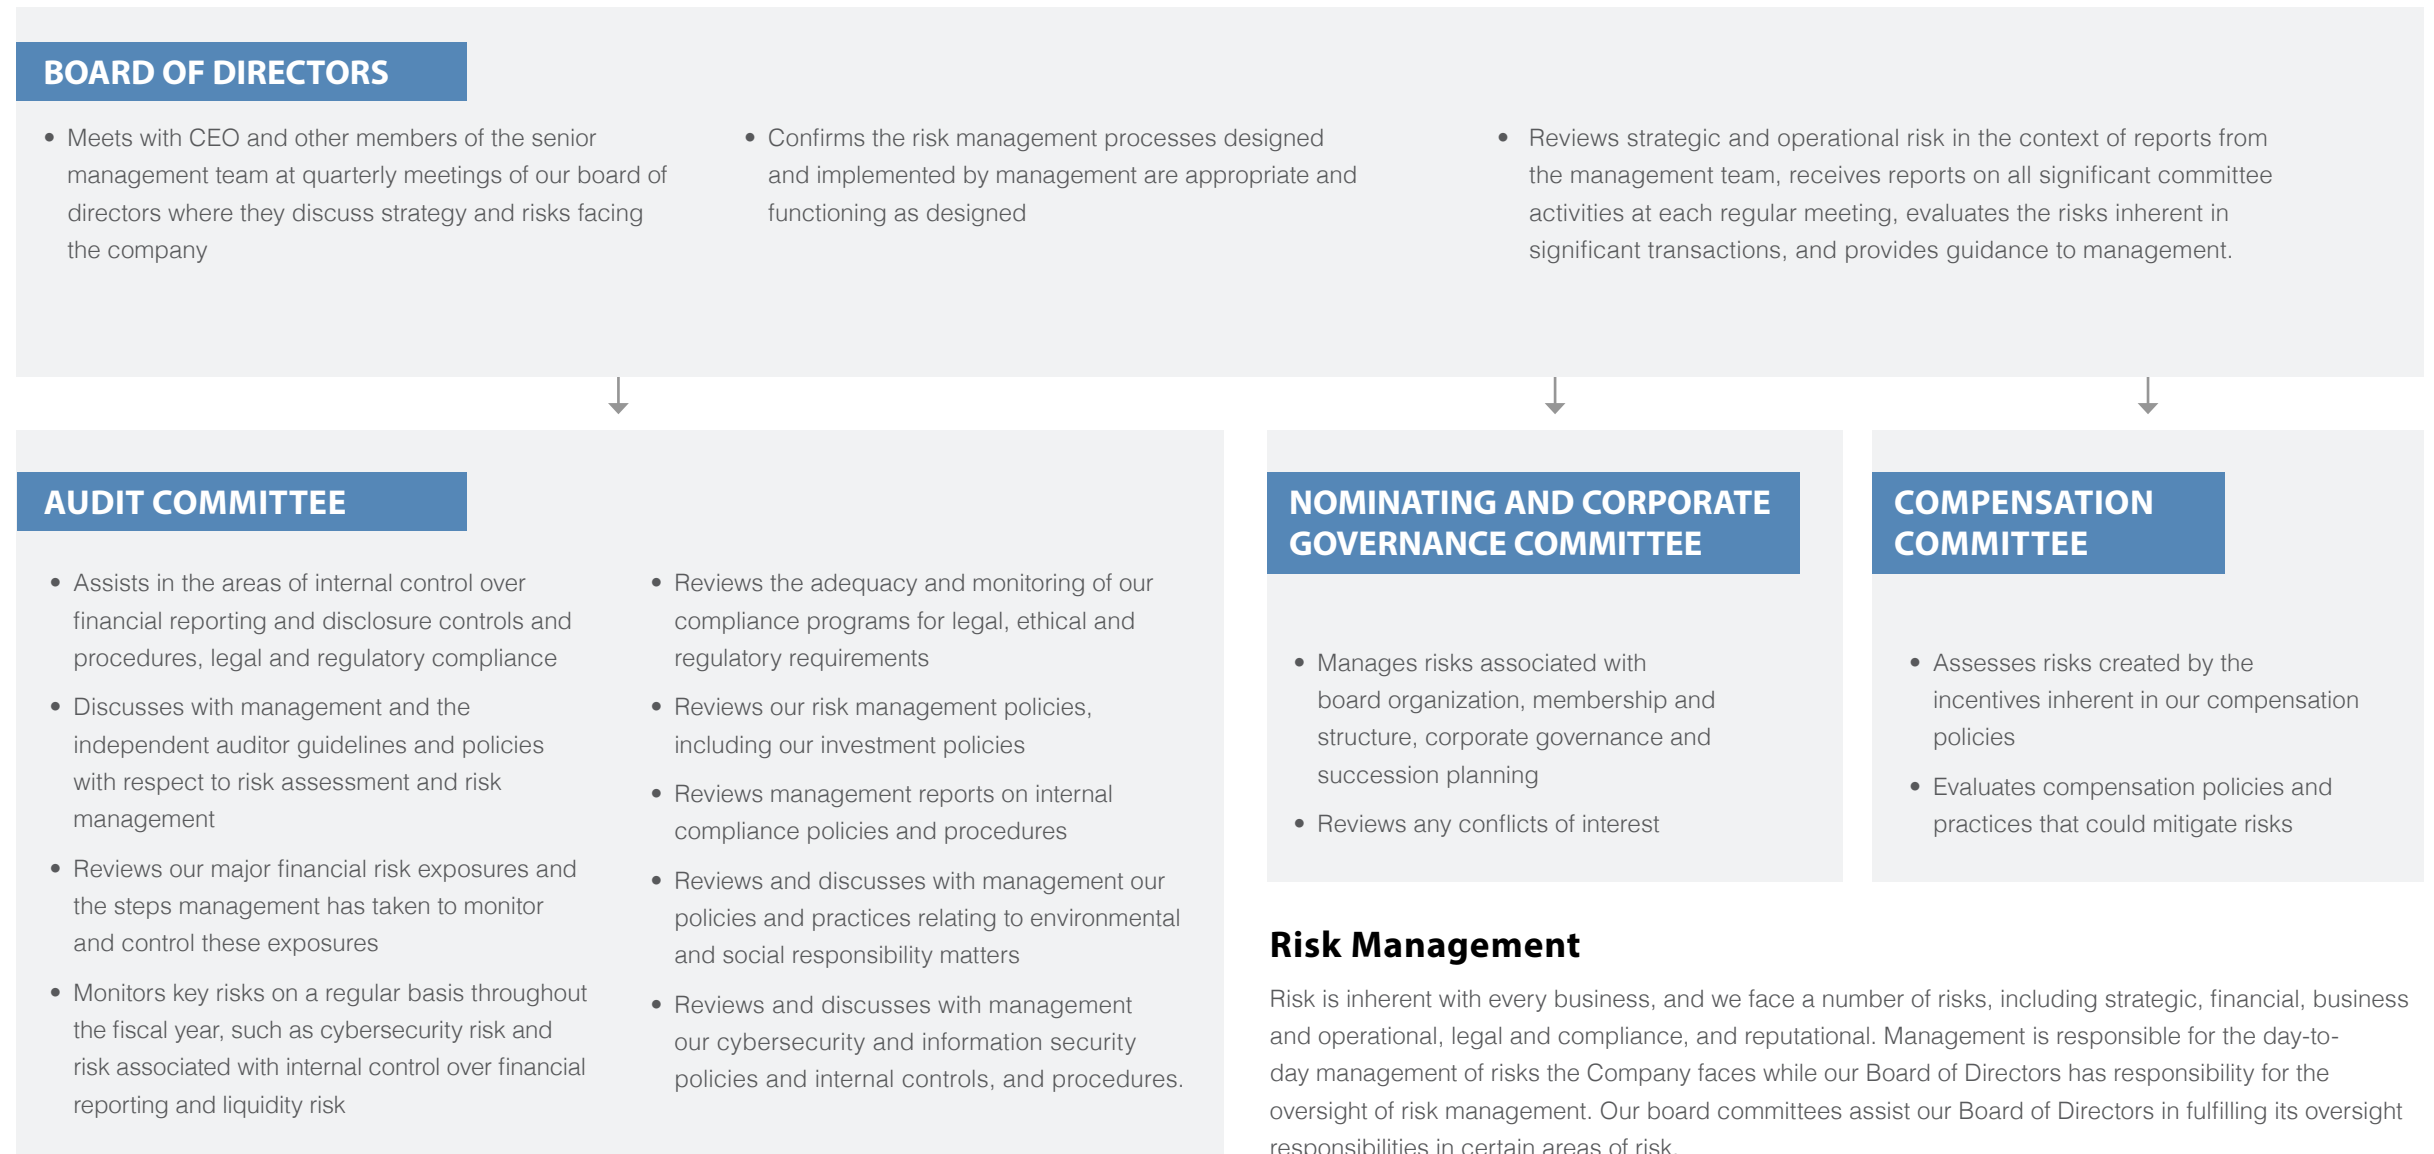 BOARD OF DIRECTORS
• Meets with CEO and other members of the senior
management team at quarterly meetings of our board of
directors where they discuss strategy and risks facing
the company
• Confirms the risk management processes designed
and implemented by management are appropriate and
functioning as designed
• Reviews strategic and operational risk in the context of reports from
the management team, receives reports on all significant committee
activities at each regular meeting, evaluates the risks inherent in
significant transactions, and provides guidance to management.
AUDIT COMMITTEE
• Assists in the areas of internal control over
financial reporting and disclosure controls and
procedures, legal and regulatory compliance
• Discusses with management and the
independent auditor guidelines and policies
with respect to risk assessment and risk
management
• Reviews our major financial risk exposures and
the steps management has taken to monitor
and control these exposures
• Monitors key risks on a regular basis throughout
the fiscal year, such as cybersecurity risk and
risk associated with internal control over financial
reporting and liquidity risk
• Reviews the adequacy and monitoring of our
compliance programs for legal, ethical and
regulatory requirements
• Reviews our risk management policies,
including our investment policies
• Reviews management reports on internal
compliance policies and procedures
• Reviews and discusses with management our
policies and practices relating to environmental
and social responsibility matters
• Reviews and discusses with management
our cybersecurity and information security
policies and internal controls, and procedures.
NOMINATING AND CORPORATE
GOVERNANCE COMMITTEE
• Manages risks associated with
board organization, membership and
structure, corporate governance and
succession planning
• Reviews any conflicts of interest
COMPENSATION
COMMITTEE
• Assesses risks created by the
incentives inherent in our compensation
policies
• Evaluates compensation policies and
practices that could mitigate risks
Risk Management
Risk is inherent with every business, and we face a number of risks, including strategic, financial, business
and operational, legal and compliance, and reputational. Management is responsible for the day-to-
day management of risks the Company faces while our Board of Directors has responsibility for the
oversight of risk management. Our board committees assist our Board of Directors in fulfilling its oversight
responsibilities in certain areas of risk.